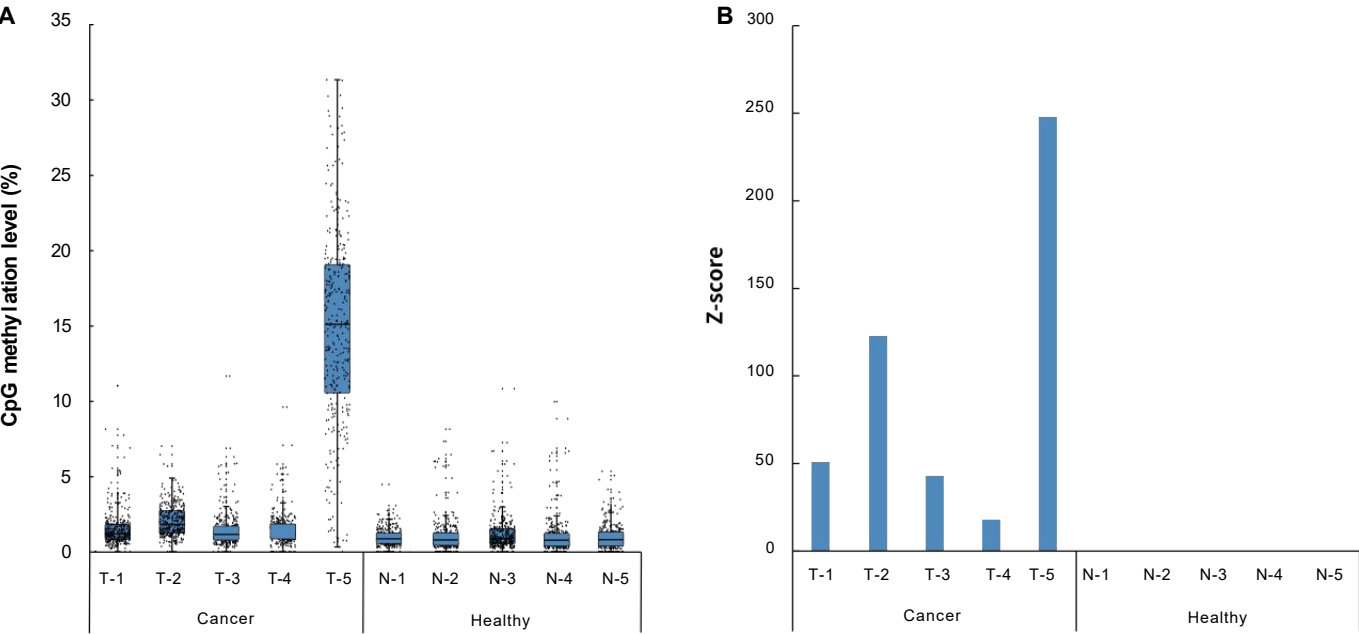 A
CpG methylation level (%)
35
30
25
20
15
10
5
0
T-1 T-2 T-3 T-4 T-5 N-1 N-2 N-3 N-4 N-5
Cancer Healthy
B
Z-score
300
250
200
150
100
50
0
T-1 T-2 T-3 T-4 T-5 N-1 N-2 N-3 N-4 N-5
Cancer Healthy